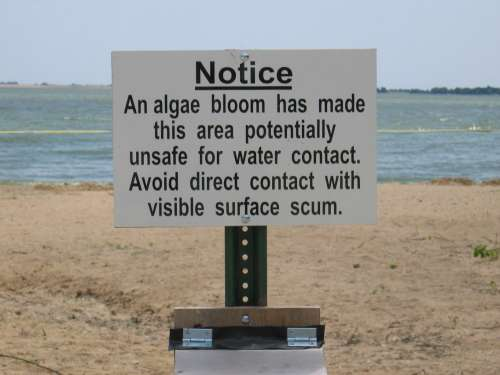 Notice
An algae bloom has made
this area potentially
unsafe for water contact.
Avoid direct contact with
visible surface scum.